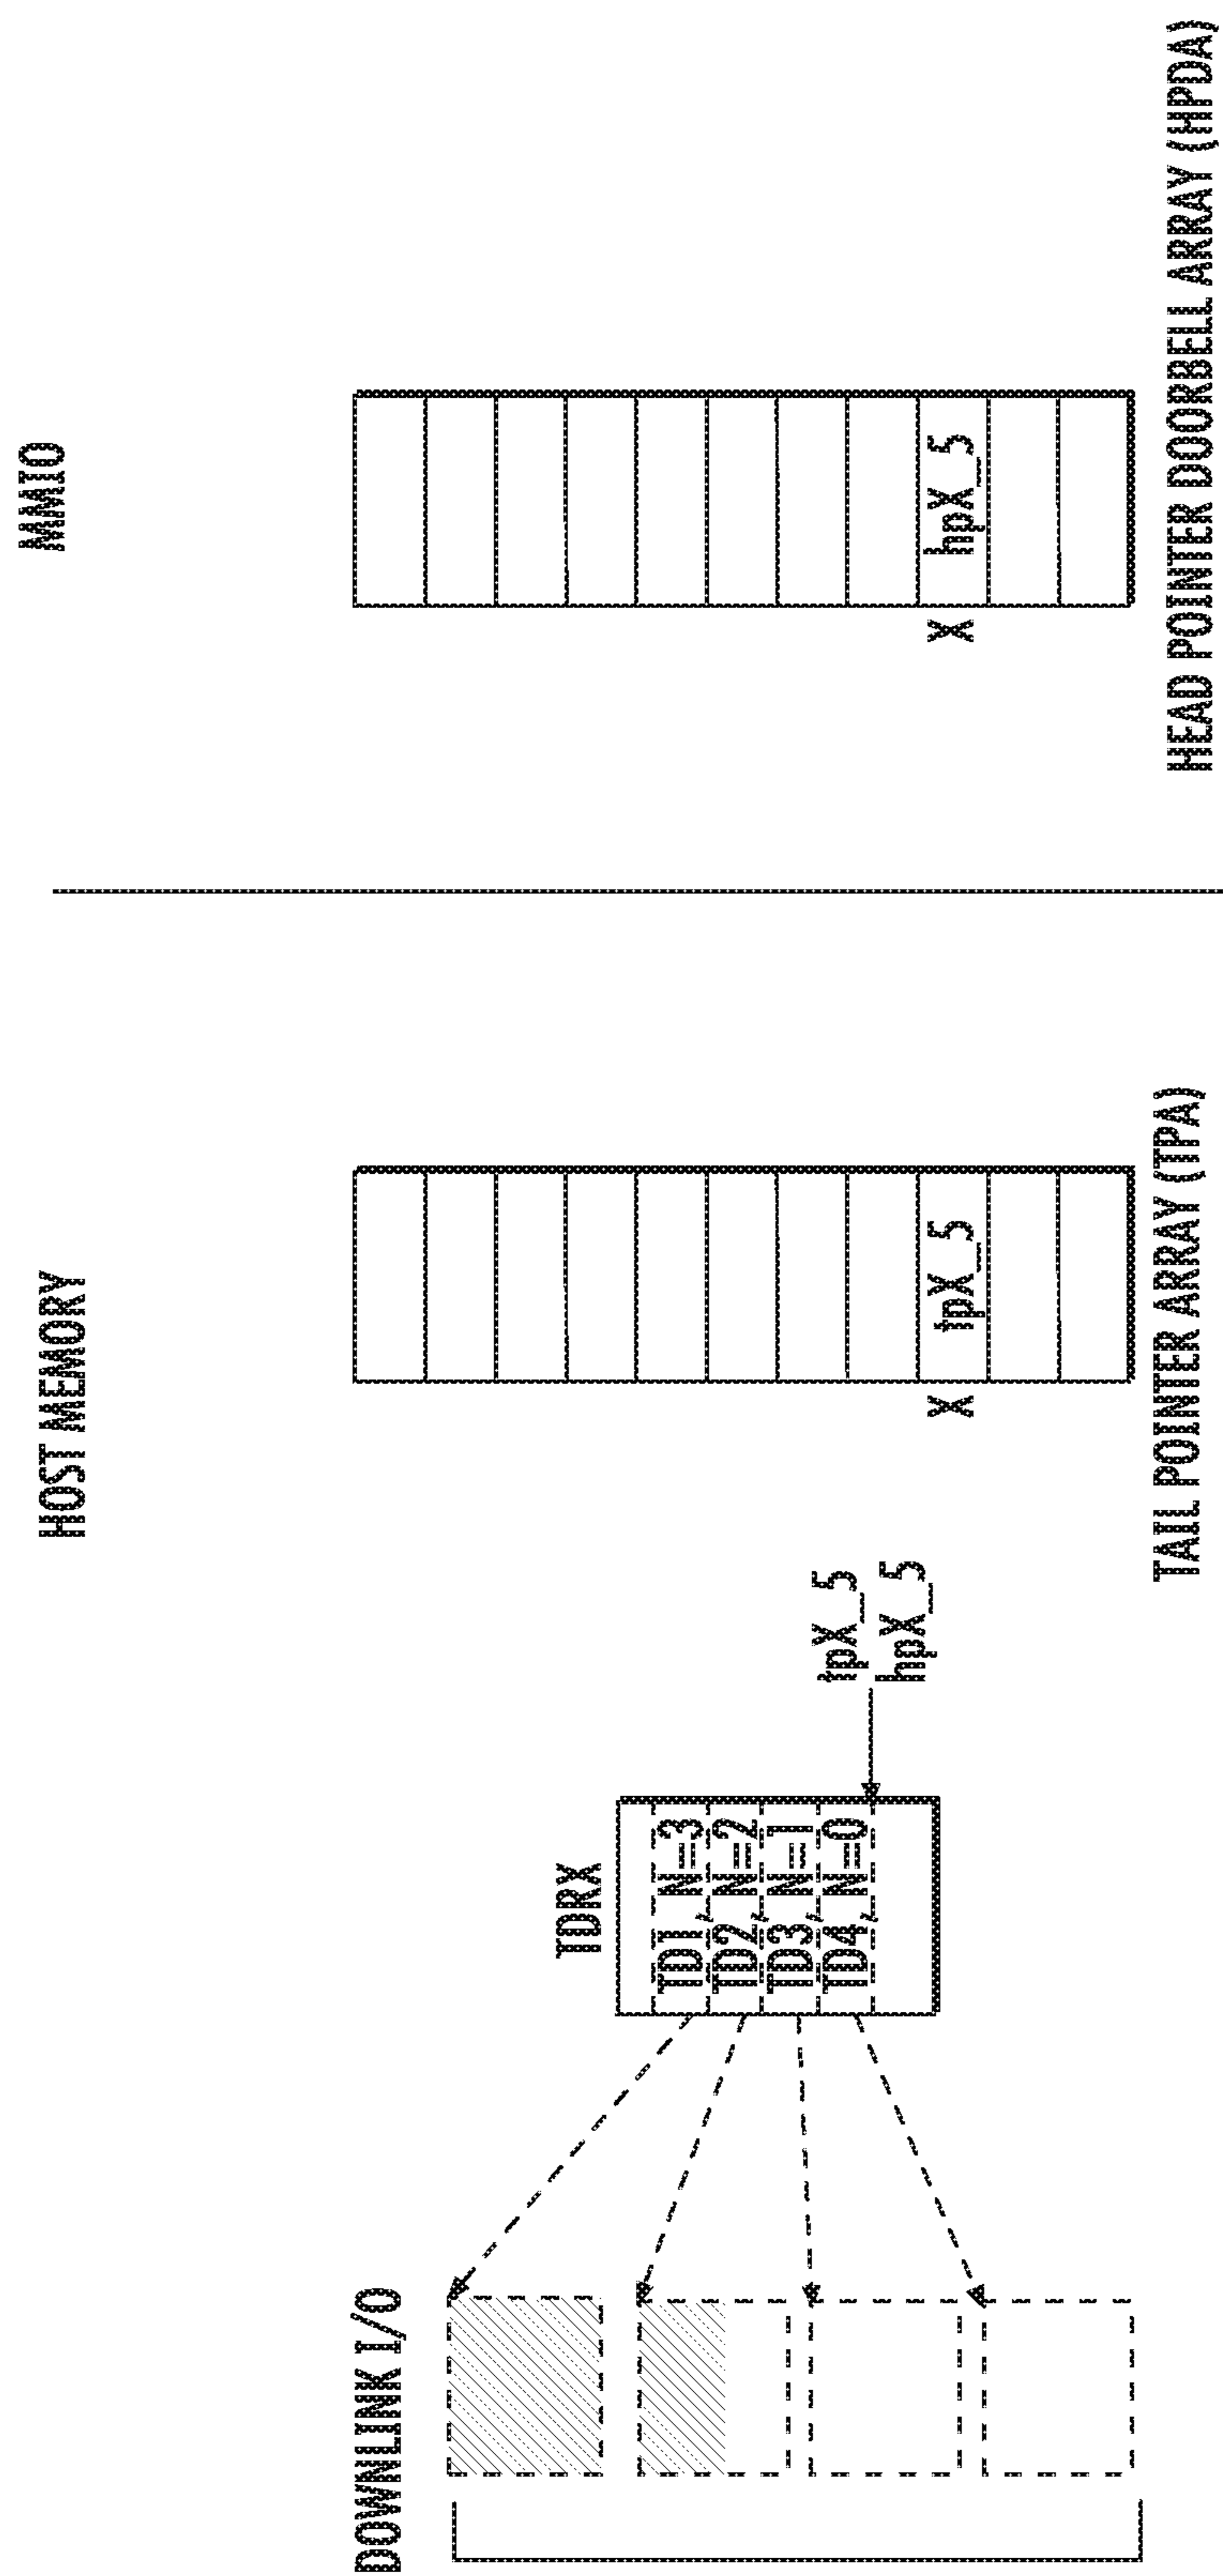 HOST MEMORY
MMIO
DOWNLINK I/O
TDRX
TD1, N=3
TD2, N=2
TD3, N=1
TD4, N=0
tpX_5
hpX_5
X tpX_5
X hpX_5
TAIL POINTER ARRAY (TPA)
HEAD POINTER DOORBELL ARRAY (HPDA)